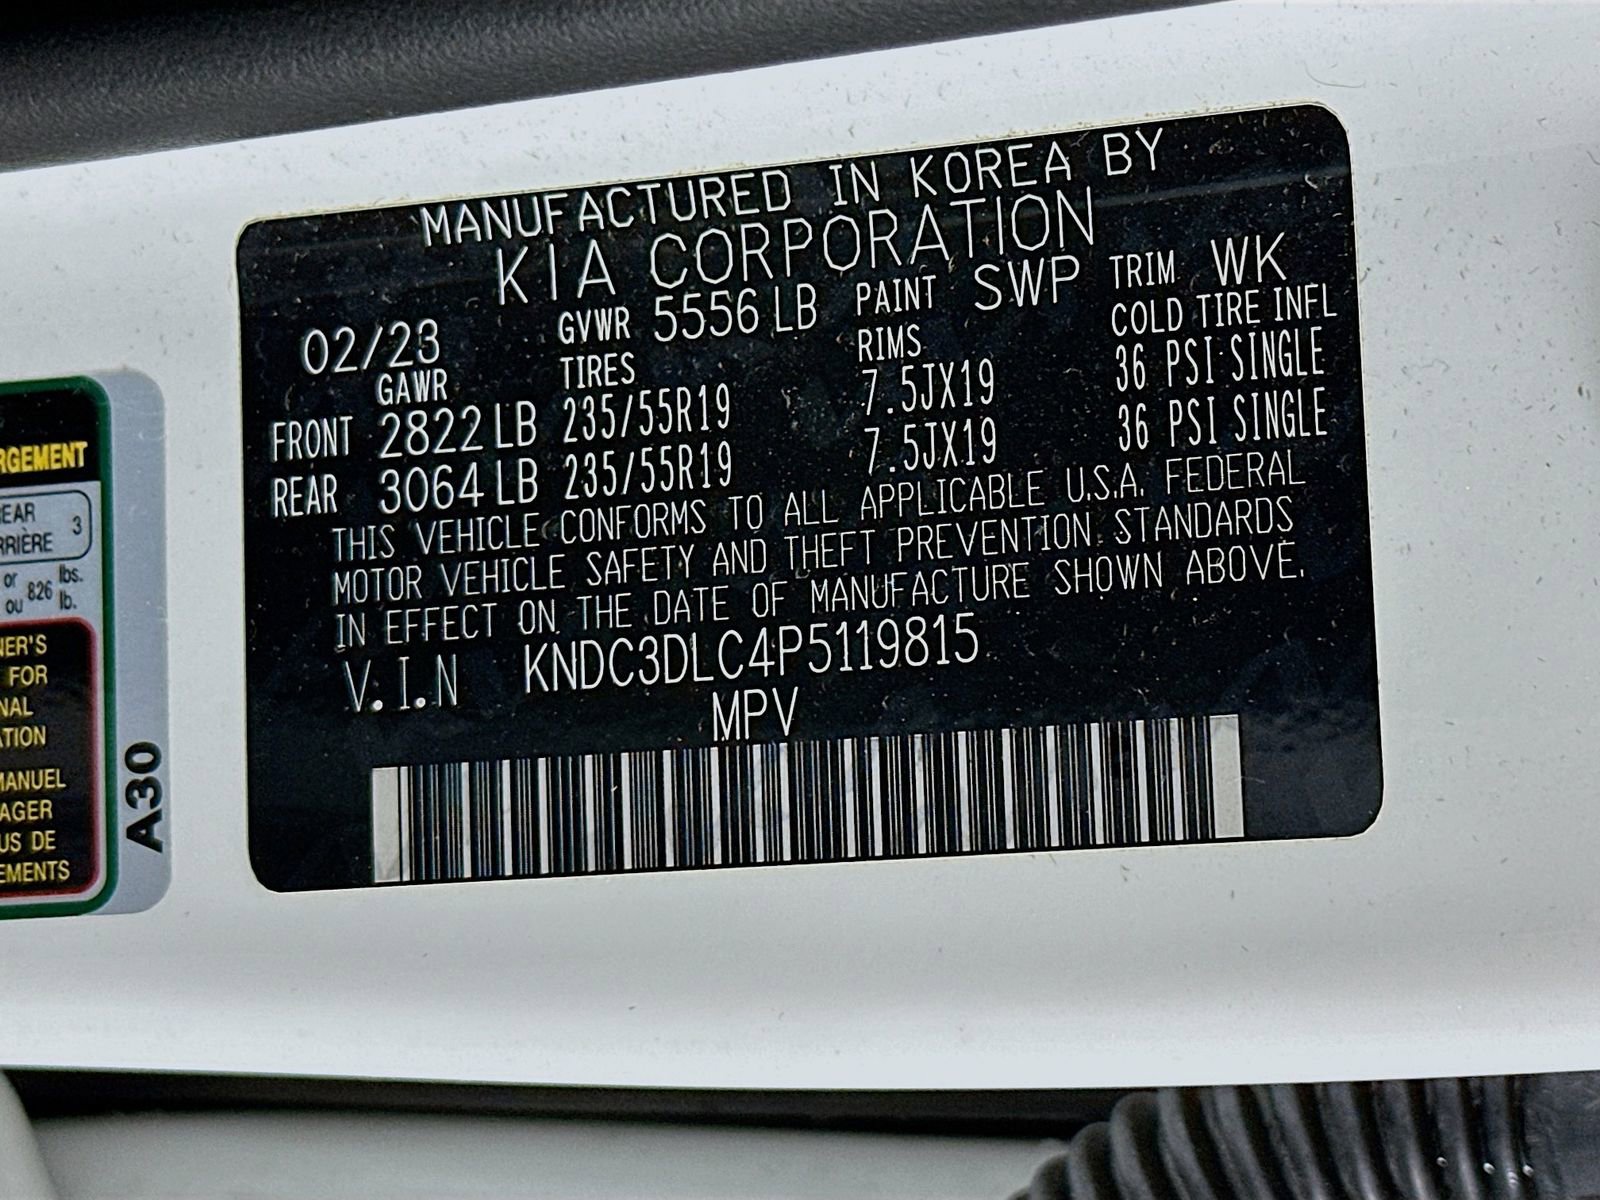 MANUFACTURED IN KOREA BY
KIA CORPORATION
02/23 GVWR 5556 LB PAINT SWP TRIM WK
GAWR TIRES RIMS COLD TIRE INFL
FRONT 2822 LB 235/55R19 7.5JX19 36 PSI SINGLE
REAR 3064 LB 235/55R19 7.5JX19 36 PSI SINGLE
THIS VEHICLE CONFORMS TO ALL APPLICABLE U.S.A. FEDERAL
MOTOR VEHICLE SAFETY AND THEFT PREVENTION STANDARDS
IN EFFECT ON THE DATE OF MANUFACTURE SHOWN ABOVE.
V.I.N KNDC3DLC4P5119815
MPV
RGEMENT
EAR 3
RRIÈRE
or 826 lbs.
ou lb.
NER'S
FOR
NAL
ATION
MANUEL
AGER
US DE
EMENTS
A30